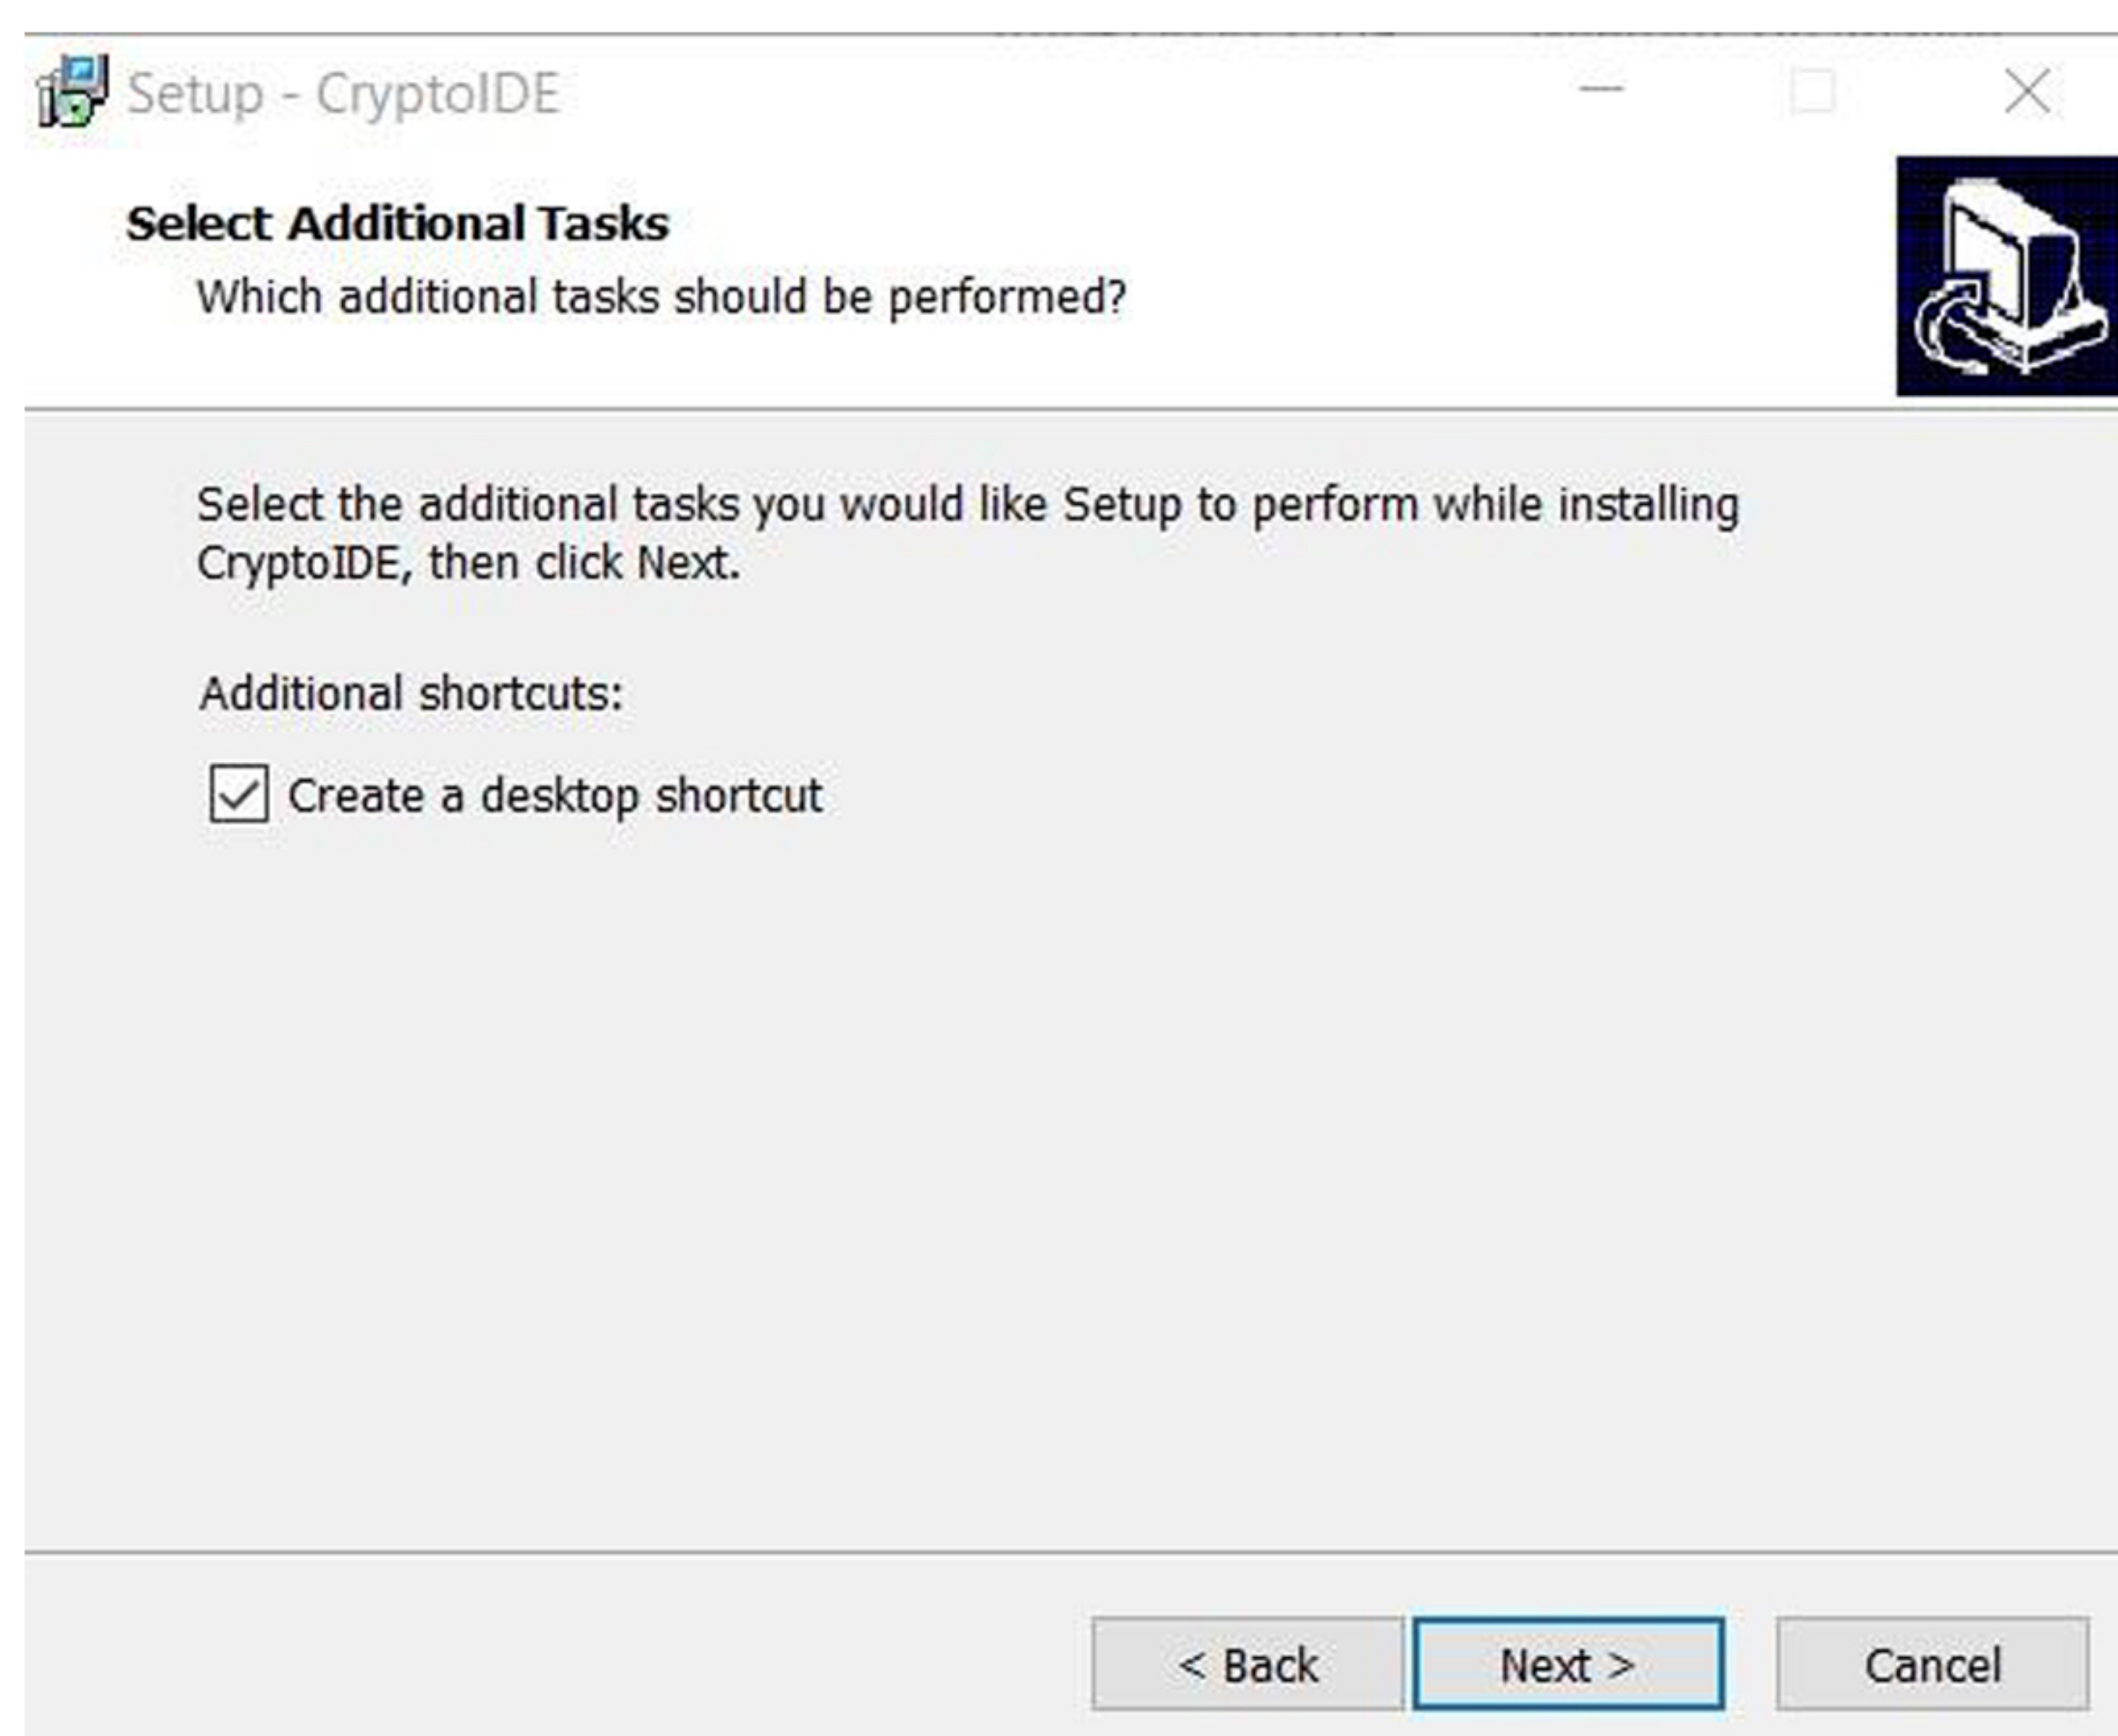 Setup - CryptoIDE
Select Additional Tasks
Which additional tasks should be performed?
Select the additional tasks you would like Setup to perform while installing
CryptoIDE, then click Next.
Additional shortcuts:
Create a desktop shortcut
< Back
Next >
Cancel